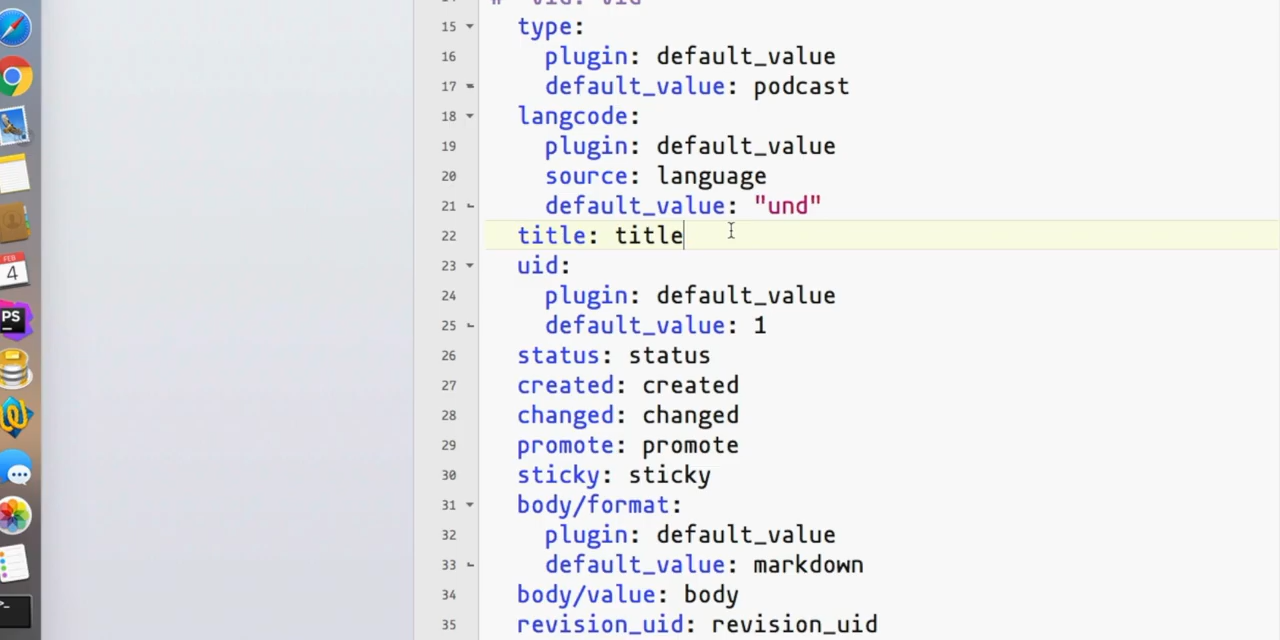 15 type:
16 plugin: default_value
17 default_value: podcast
18 langcode:
19 plugin: default_value
20 source: language
21 default_value: "und"
22 title: title
23 uid:
24 plugin: default_value
25 default_value: 1
26 status: status
27 created: created
28 changed: changed
29 promote: promote
30 sticky: sticky
31 body/format:
32 plugin: default_value
33 default_value: markdown
34 body/value: body
35 revision_uid: revision_uid
FEB
4
PS